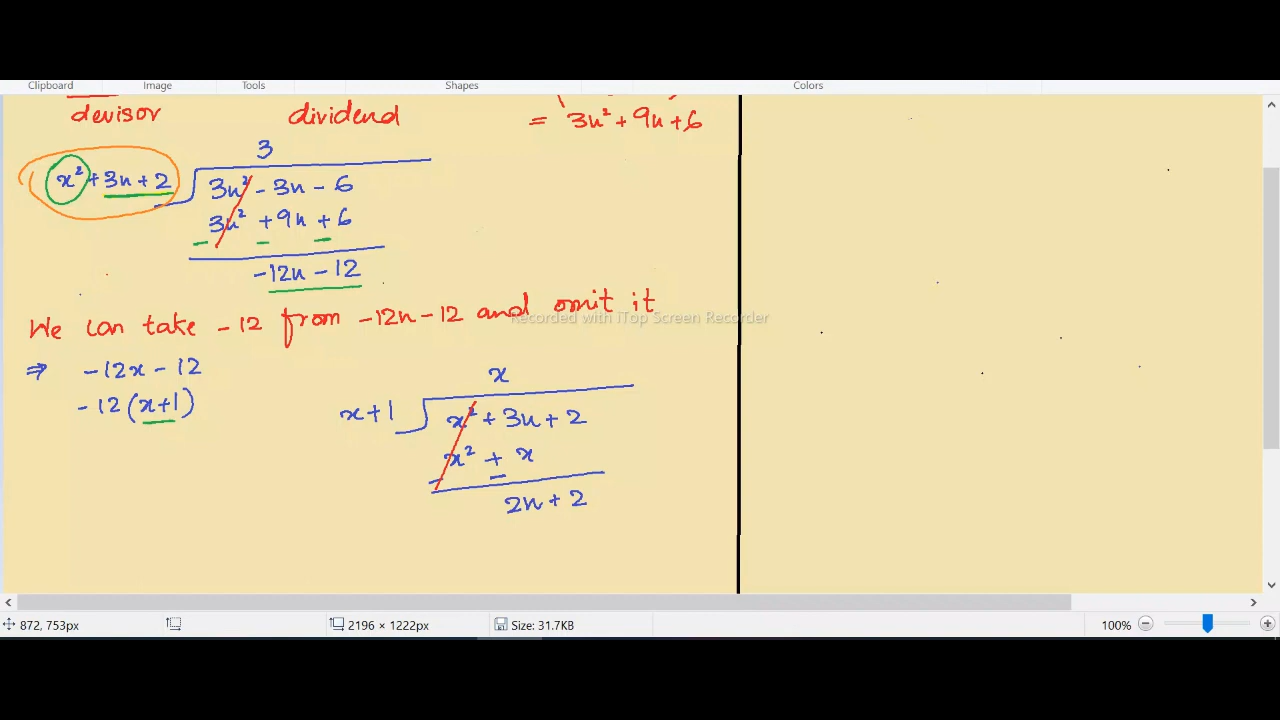 Clipboard Image Tools Shapes Colors
devisor dividend = 3x² + 9x + 6
3
x² + 3x + 2 3x² - 3x - 6
3x² + 9x + 6
- - -
-12x - 12
We can take -12 from -12x - 12 and omit it
Recorded with iTop Screen Recorder
⇒ -12x - 12
-12 (x+1)
x
x+1 x² + 3x + 2
x² + x
- -
2x + 2
872, 753px 2196 × 1222px Size: 31.7KB 100%